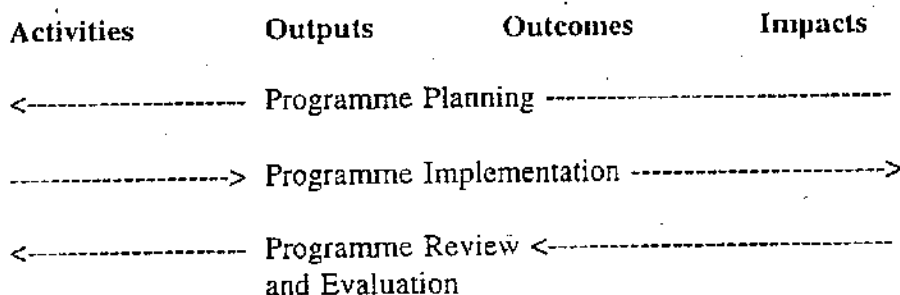 Activities Outputs Outcomes Impacts
<---------------------- Programme Planning -----------------------------------
-----------------------> Programme Implementation ------------------------->
<---------------------- Programme Review <----------------------------------
and Evaluation